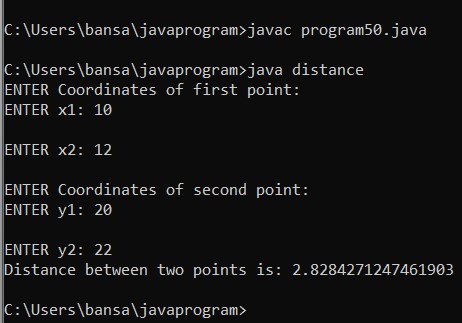 C:\Users\bansa\javaprogram>javac program50.java
C:\Users\bansa\javaprogram>java distance
ENTER Coordinates of first point:
ENTER x1: 10
ENTER x2: 12
ENTER Coordinates of second point:
ENTER y1: 20
ENTER y2: 22
Distance between two points is: 2.8284271247461903
C:\Users\bansa\javaprogram>